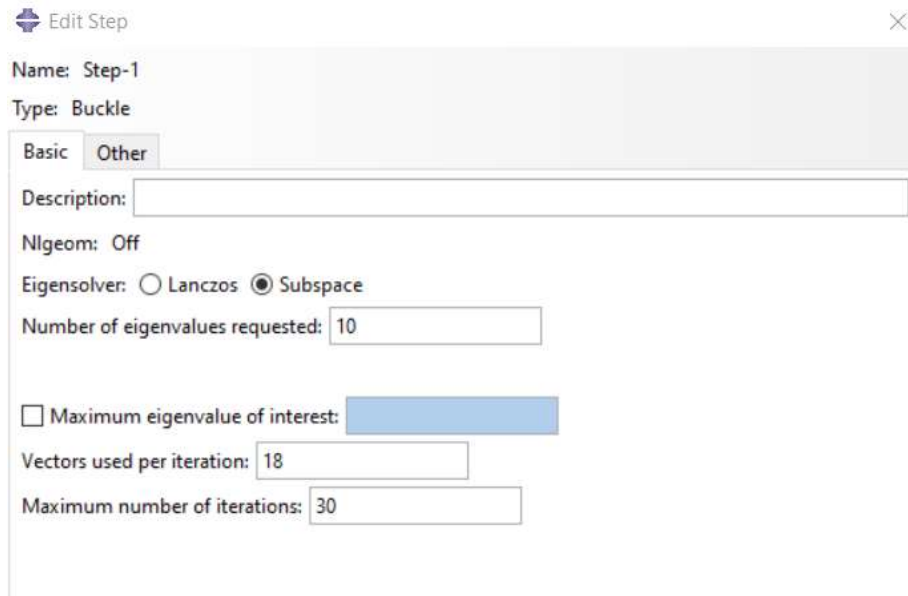 Edit Step
Name: Step-1
Type: Buckle
Basic Other
Description:
Nlgeom: Off
Eigensolver: Lanczos Subspace
Number of eigenvalues requested: 10
Maximum eigenvalue of interest:
Vectors used per iteration: 18
Maximum number of iterations: 30